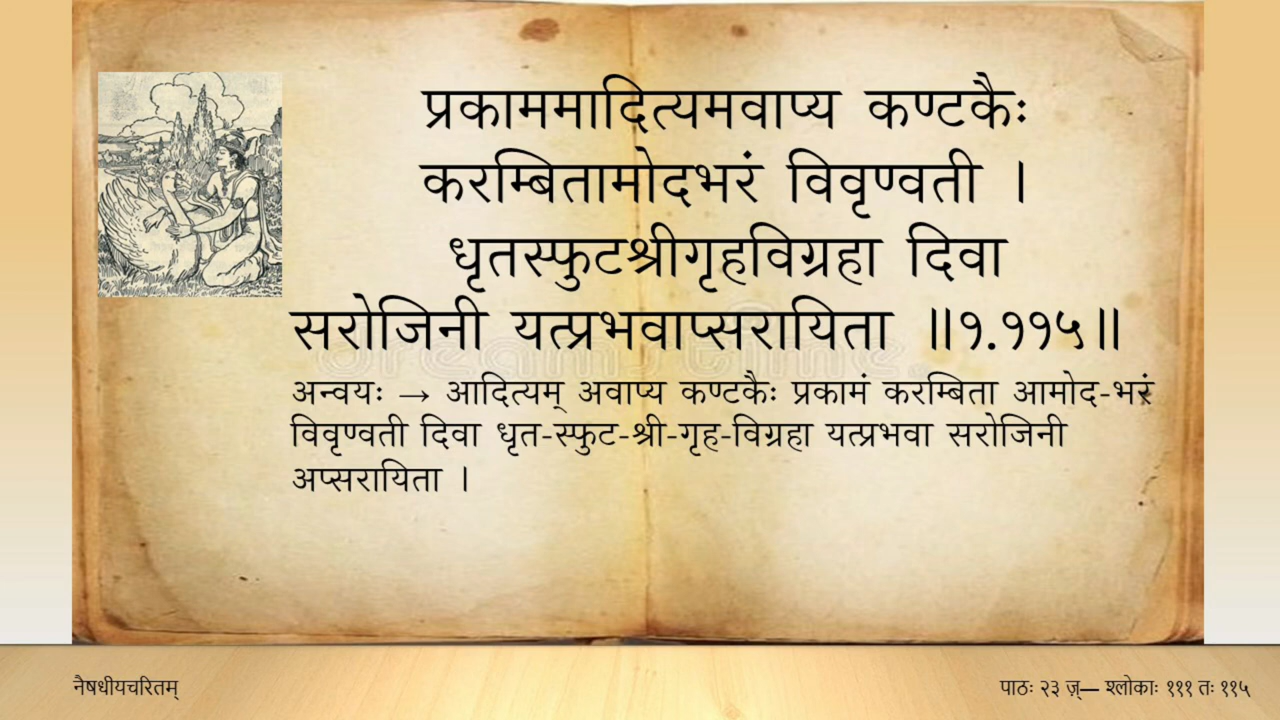 प्रकाममादित्यमवाप्य कण्टकैः
करम्बितामोदभरं विवृण्वती ।
धृतस्फुटश्रीगृहविग्रहा दिवा
सरोजिनी यत्प्रभवाप्सरायिता ॥१.११५॥
अन्वयः → आदित्यम् अवाप्य कण्टकैः प्रकामं करम्बिता आमोद-भरं
विवृण्वती दिवा धृत-स्फुट-श्री-गृह-विग्रहा यत्प्रभवा सरोजिनी
अप्सरायिता ।
नैषधीयचरितम्
पाठः २३ ज़्— श्लोकाः १११ तः ११५